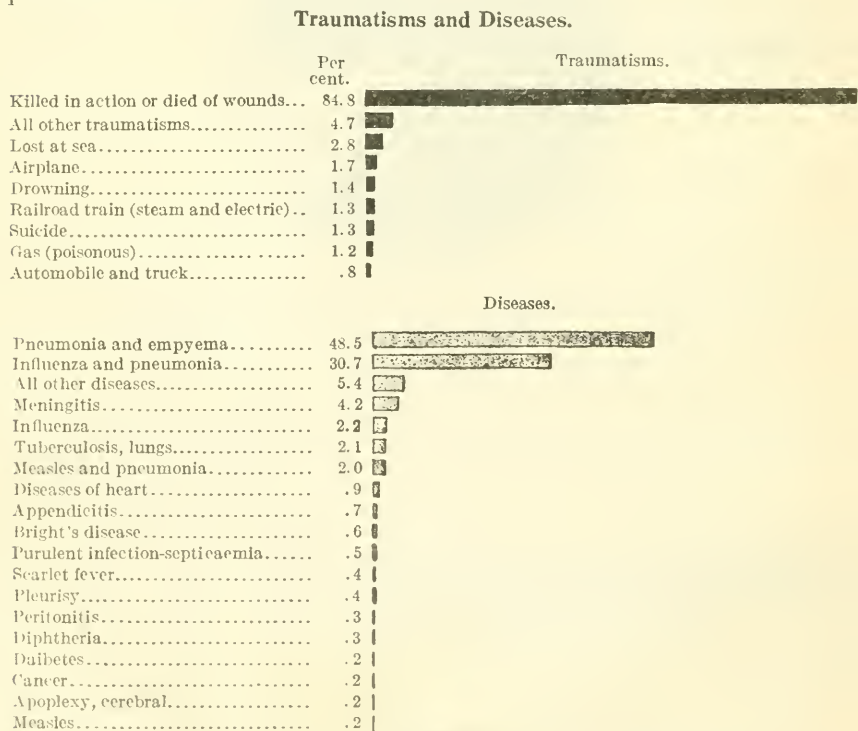 Traumatisms and Diseases.
Per cent.
Traumatisms.
Killed in action or died of wounds... 84.8
All other traumatisms............... 4.7
Lost at sea.......................... 2.8
Airplane............................. 1.7
Drowning............................ 1.4
Railroad train (steam and electric).. 1.3
Suicide.............................. 1.3
Gas (poisonous)..................... 1.2
Automobile and truck............... .8
Diseases.
Pneumonia and empyema.......... 48.5
Influenza and pneumonia........... 30.7
All other diseases.................... 5.4
Meningitis........................... 4.2
Influenza............................ 2.2
Tuberculosis, lungs.................. 2.1
Measles and pneumonia............. 2.0
Diseases of heart.................... .9
Appendicitis......................... .7
Bright's disease...................... .6
Purulent infection-septicaemia...... .5
Scarlet fever......................... .4
Pleurisy............................. .4
Peritonitis........................... .3
Diphtheria.......................... .3
Daibetes............................. .2
Cancer............................... .2
Apoplexy, cerebral.................. .2
Measles.............................. .2